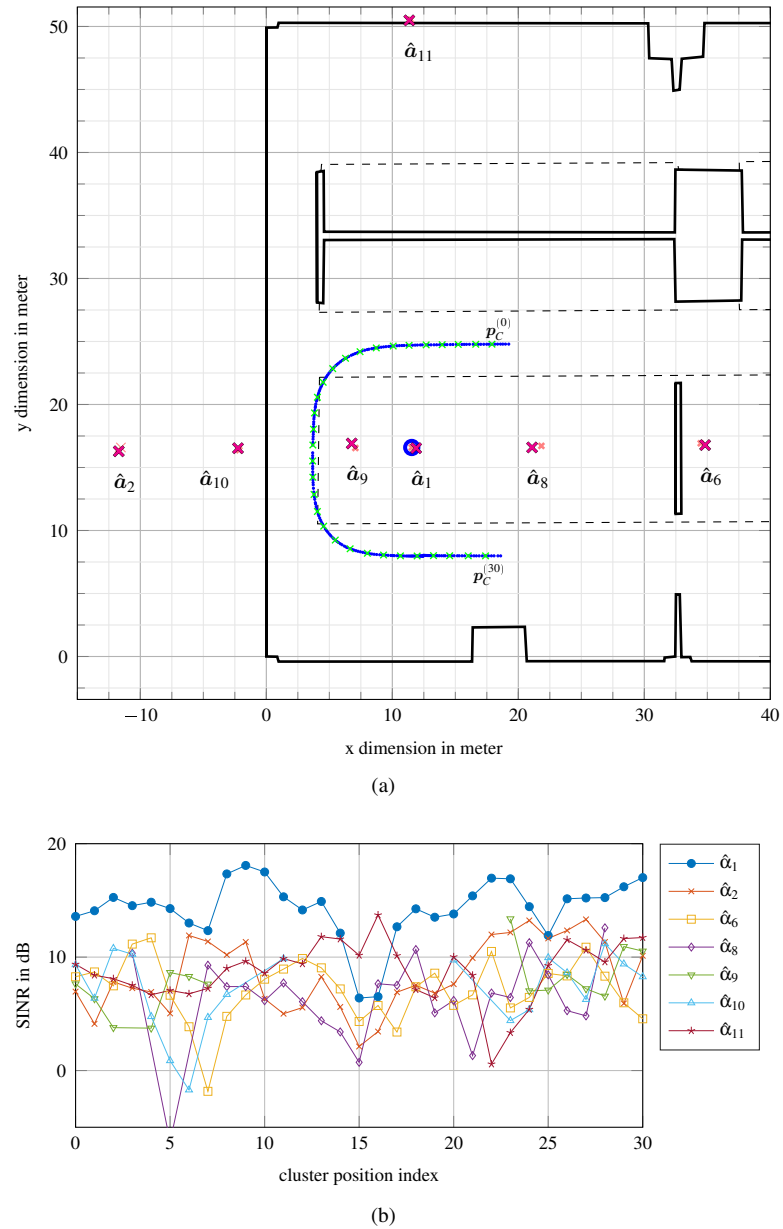 50
40
30
20
10
0
y dimension in meter
â₁₁
p_C^(0)
â₂
â₁₀
â₉
â₁
â₈
â₆
p_C^(30)
−10 0 10 20 30 40
x dimension in meter
(a)
20
10
0
SINR in dB
0 5 10 15 20 25 30
cluster position index
α̂₁
α̂₂
α̂₆
α̂₈
α̂₉
α̂₁₀
α̂₁₁
(b)